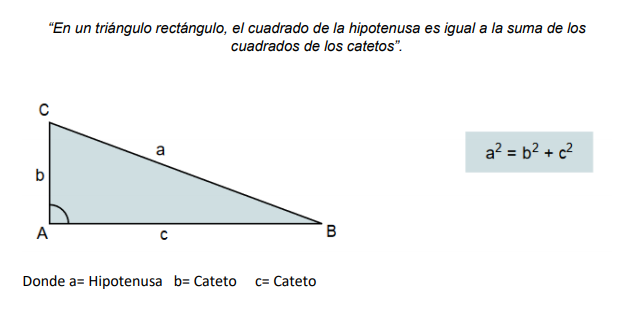 “En un triángulo rectángulo, el cuadrado de la hipotenusa es igual a la suma de los
cuadrados de los catetos”.
C
a
a² = b² + c²
b
A
c
B
Donde a= Hipotenusa b= Cateto c= Cateto